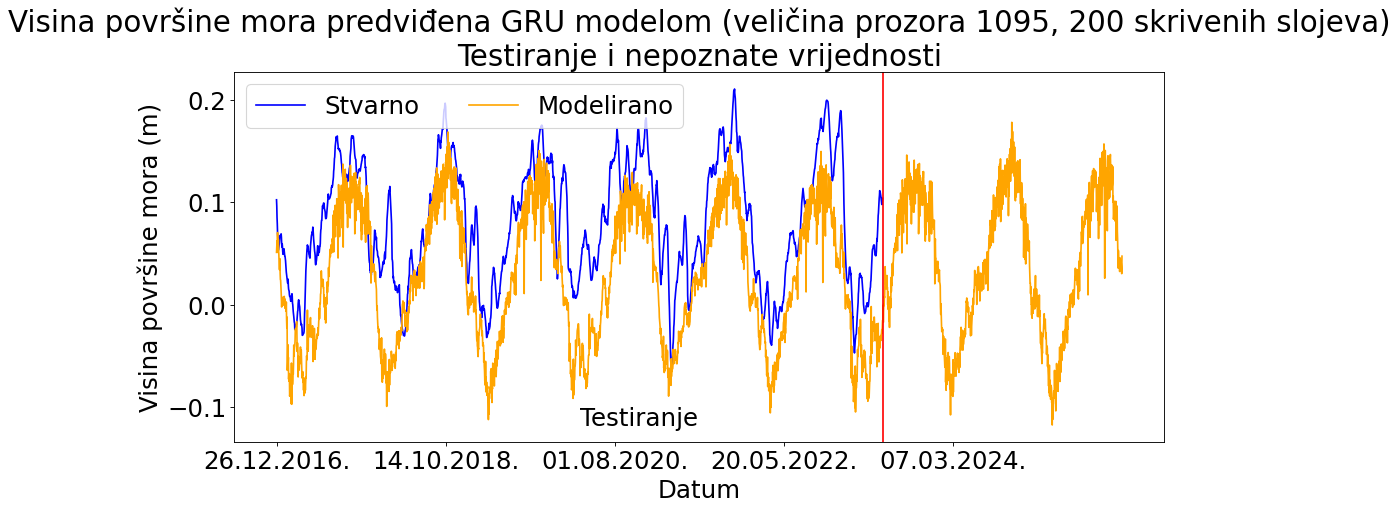 Visina površine mora predviđena GRU modelom (veličina prozora 1095, 200 skrivenih slojeva)
Testiranje i nepoznate vrijednosti
Stvarno Modelirano
Visina površine mora (m)
0.2
0.1
0.0
−0.1
Testiranje
26.12.2016. 14.10.2018. 01.08.2020. 20.05.2022. 07.03.2024.
Datum